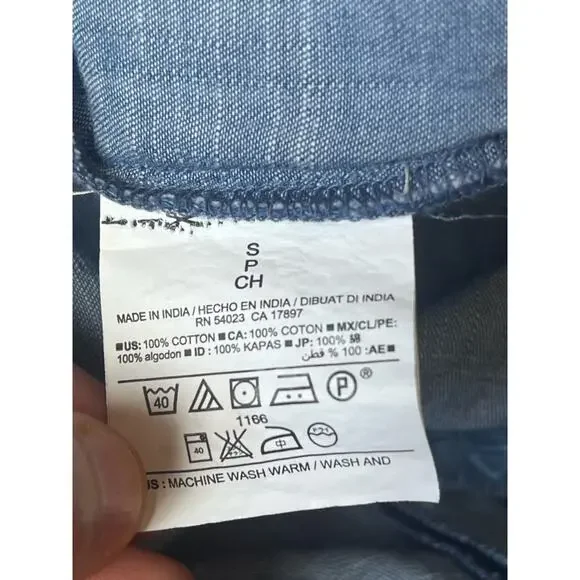 S
P
CH
MADE IN INDIA / HECHO EN INDIA / DIBUAT DI INDIA
RN 54023 CA 17897
■US: 100% COTTON ■ CA: 100% COTON ■ MX/CL/PE:
100% algodon ■ ID : 100% KAPAS ■ JP: 100% 綿
■AE: 100 % قطن
40 P ®
1166
40 中
: MACHINE WASH WARM / WASH AND